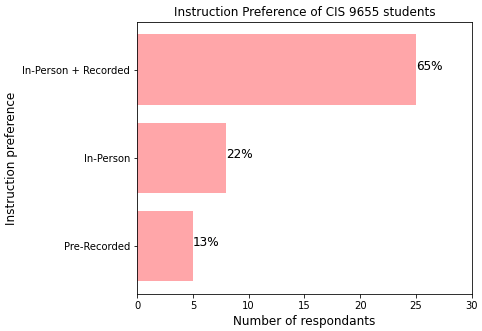 Instruction Preference of CIS 9655 students
In-Person + Recorded
65%
In-Person
22%
Pre-Recorded
13%
0 5 10 15 20 25 30
Number of respondants
Instruction preference